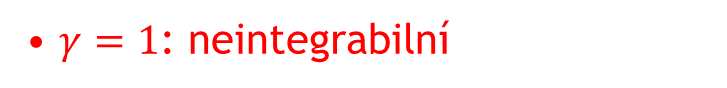 • γ = 1: neintegrabilní